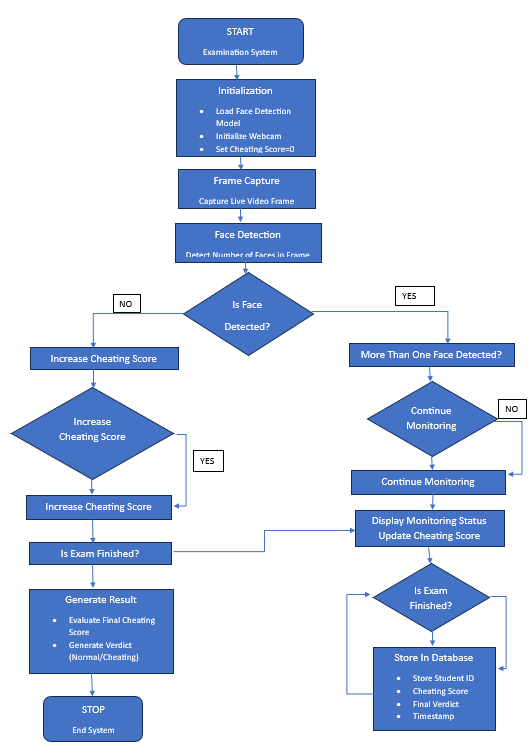 START
Examination System
Initialization
• Load Face Detection
Model
• Initialize Webcam
• Set Cheating Score=0
Frame Capture
Capture Live Video Frame
Face Detection
Detect Number of Faces in Frame
Is Face
Detected?
NO
YES
Increase Cheating Score
More Than One Face Detected?
Increase
Cheating Score
Continue
Monitoring
NO
YES
Continue Monitoring
Increase Cheating Score
Display Monitoring Status
Update Cheating Score
Is Exam Finished?
Is Exam
Finished?
Generate Result
• Evaluate Final Cheating
Score
• Generate Verdict
(Normal/Cheating)
Store In Database
• Store Student ID
• Cheating Score
• Final Verdict
• Timestamp
STOP
End System